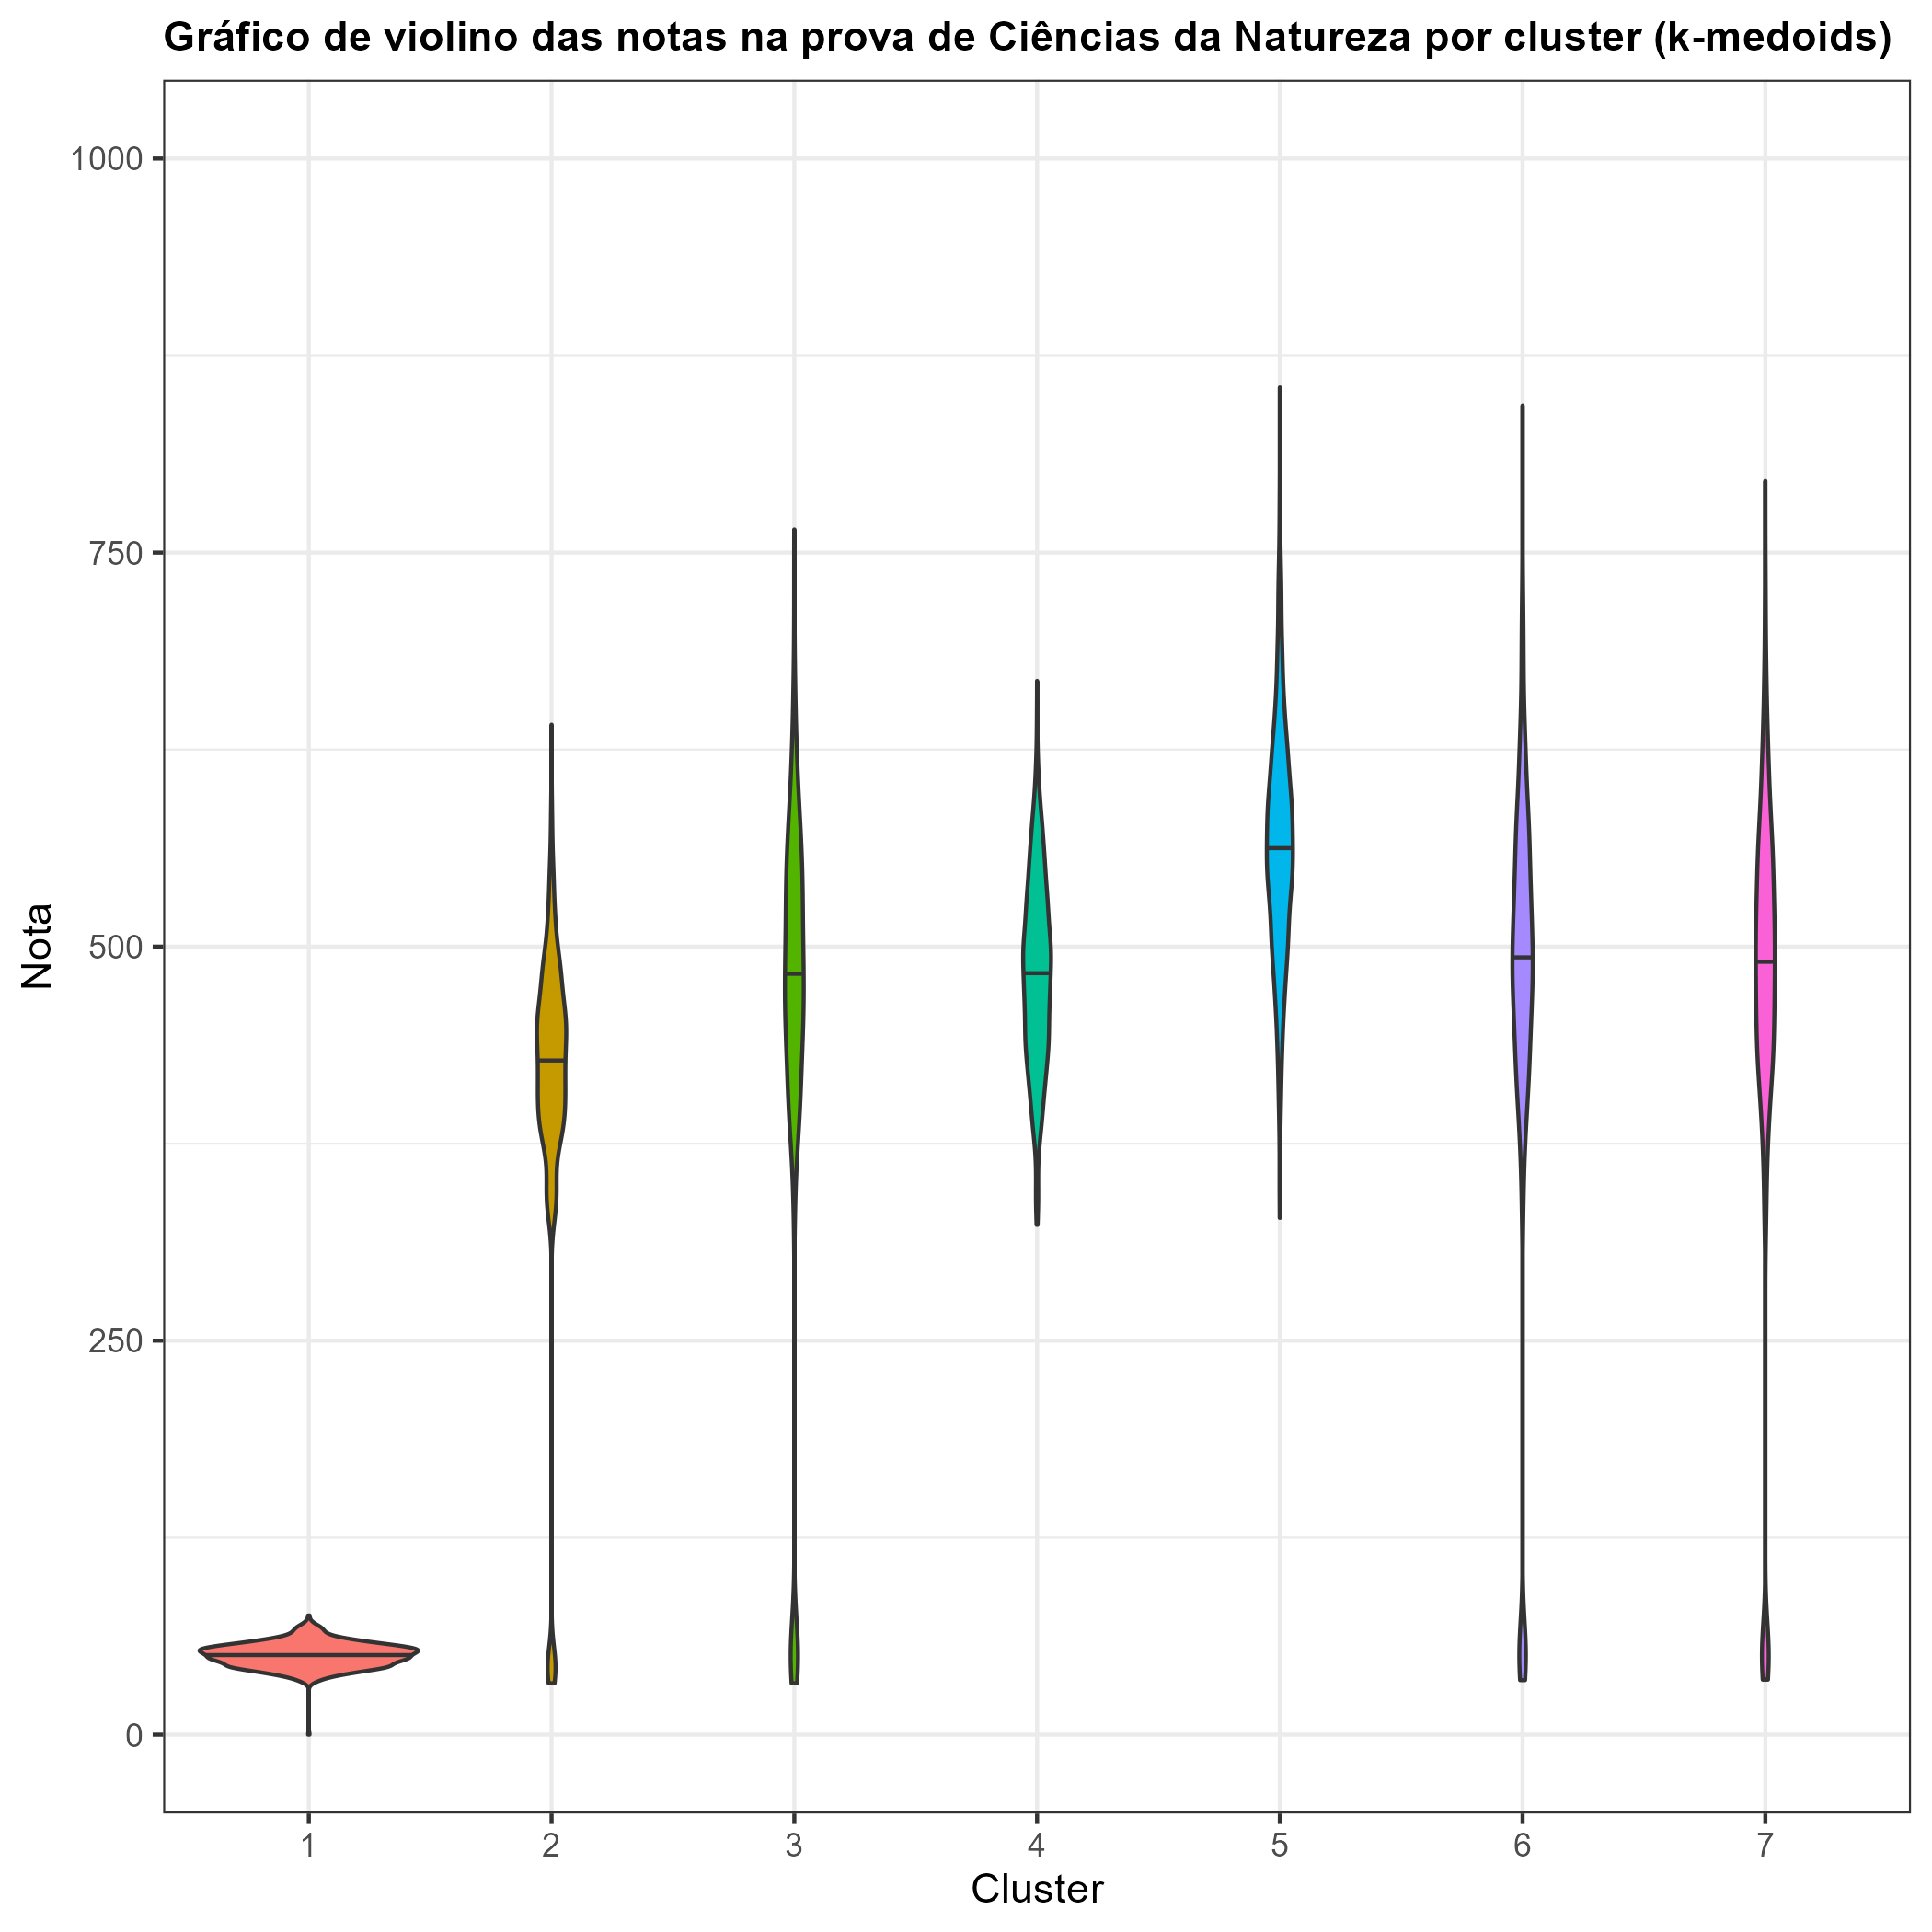 Gráfico de violino das notas na prova de Ciências da Natureza por cluster (k-medoids)
1000
750
500
250
0
Nota
1 2 3 4 5 6 7
Cluster